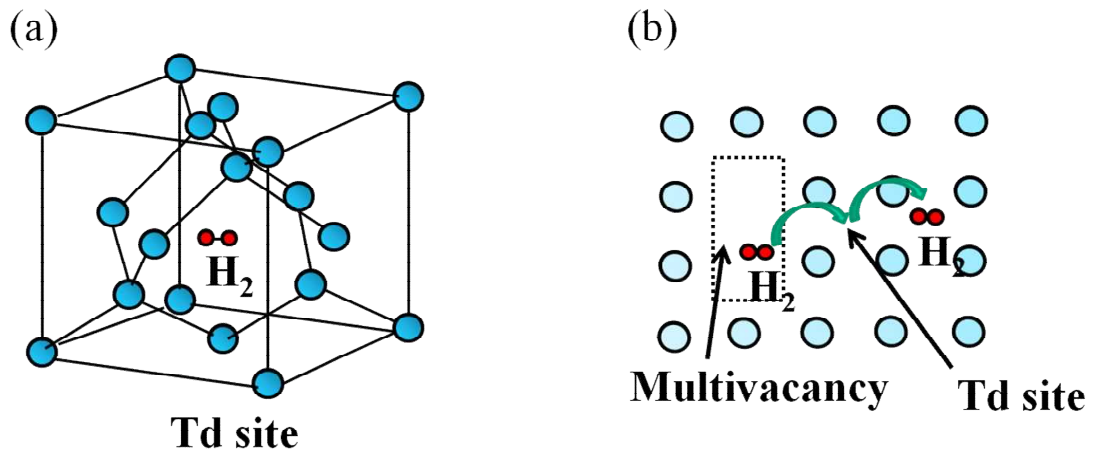 (a)
H₂
Td site
(b)
H₂
H₂
Multivacancy
Td site